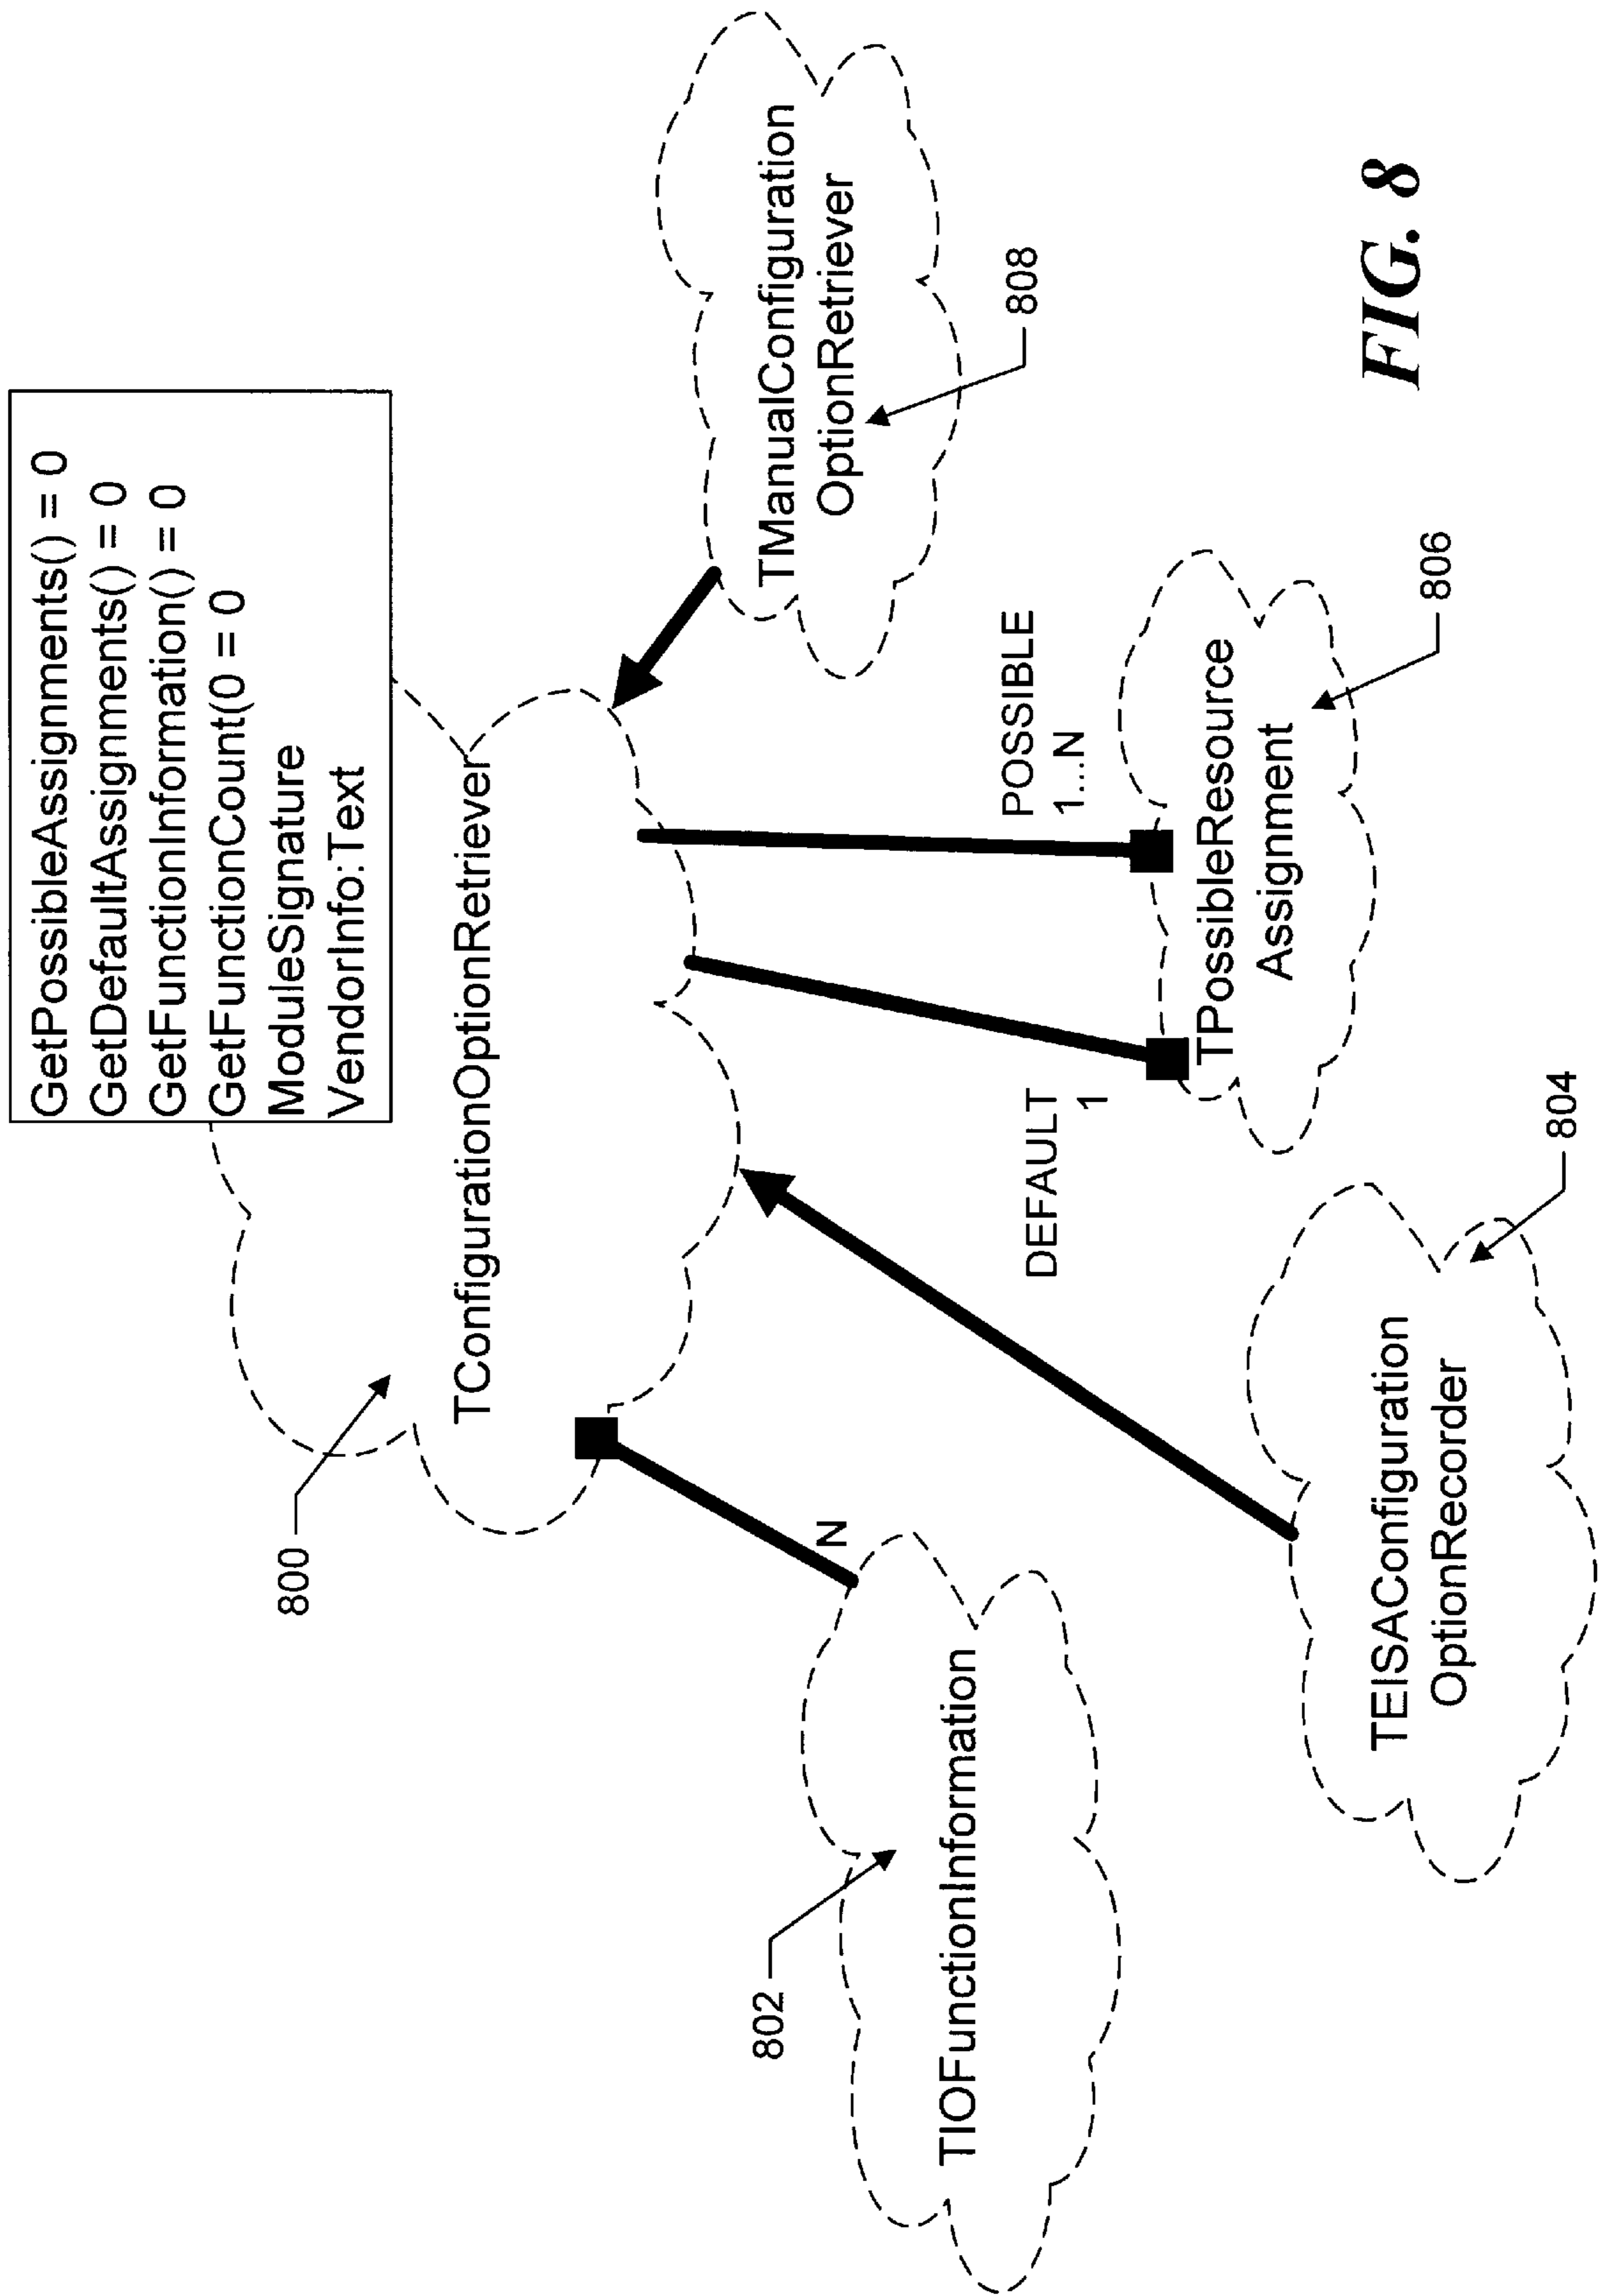 GetPossibleAssignments() = 0
GetDefaultAssignments() = 0
GetFunctionInformation() = 0
GetFunctionCount(0 = 0
ModuleSignature
VendorInfo:Text
800
TConfigurationOptionRetriever
802
TIOFunctionInformation
N
TManualConfiguration
OptionRetriever
808
DEFAULT
1
POSSIBLE
1...N
TPossibleResource
Assignment
806
TEISAConfiguration
OptionRecorder
804
FIG. 8